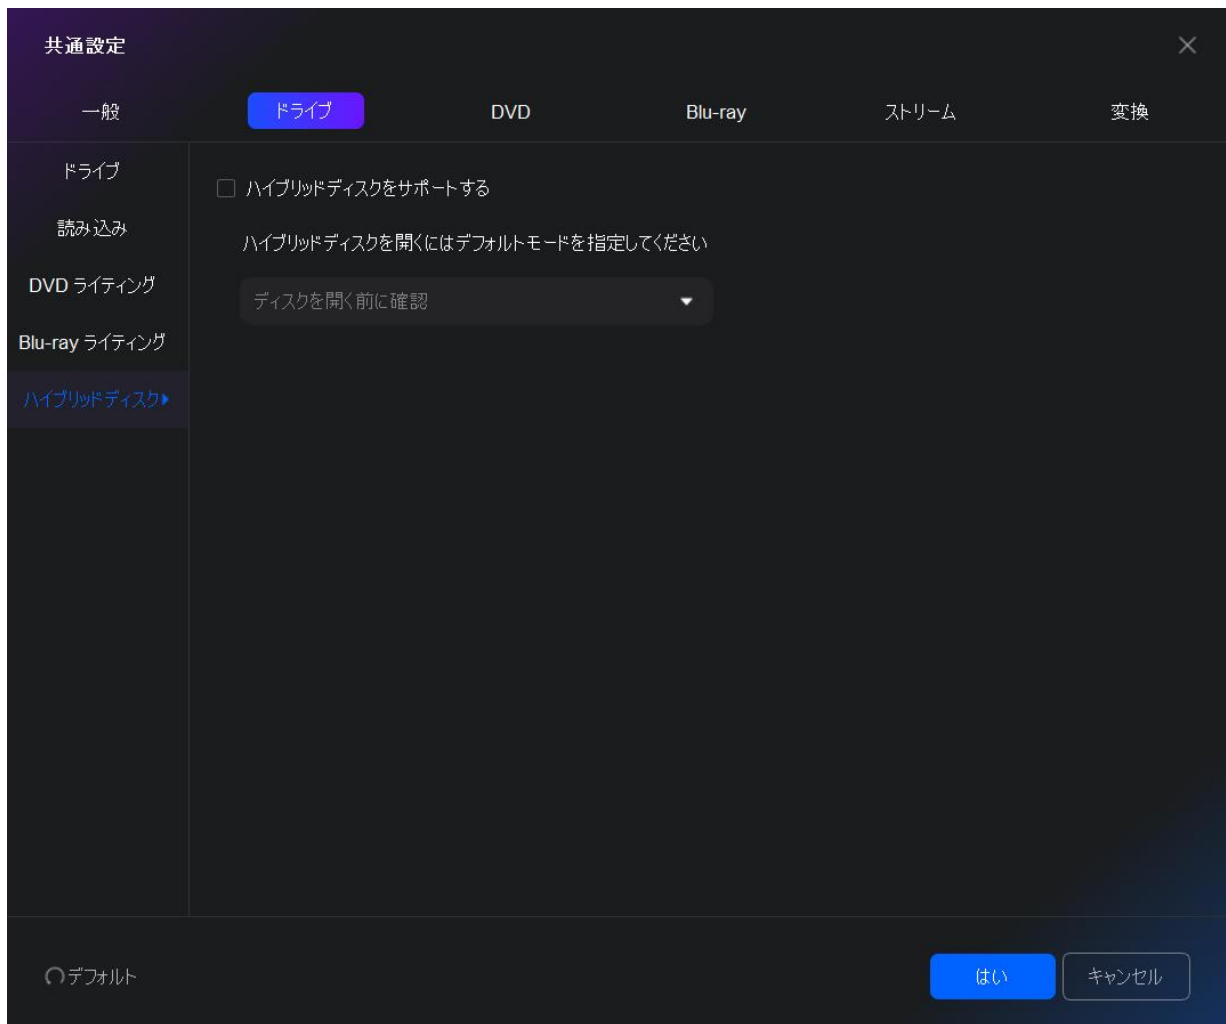 共通設定
一般 ドライブ DVD Blu-ray ストリーム 変換
ドライブ
読み込み
DVD ライティング
Blu-ray ライティング
ハイブリッドディスク
ハイブリッドディスクをサポートする
ハイブリッドディスクを開くにはデフォルトモードを指定してください
ディスクを開く前に確認
デフォルト
はい キャンセル